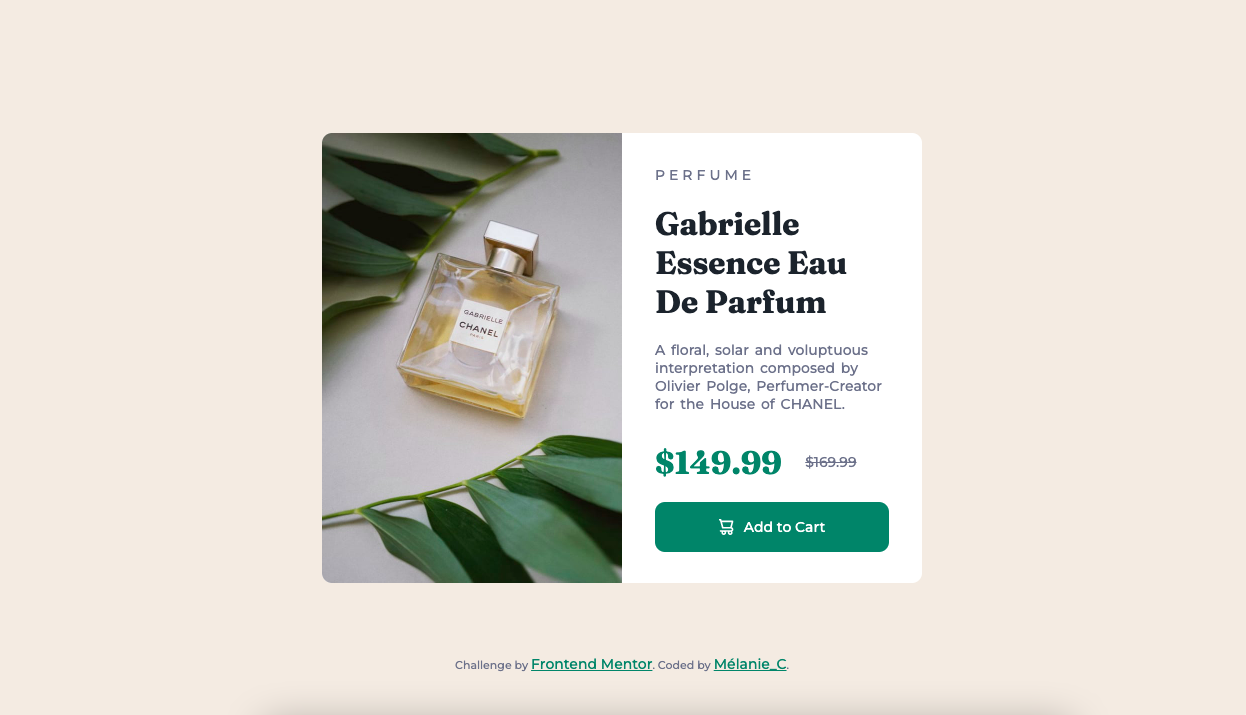 PERFUME
Gabrielle
Essence Eau
De Parfum
GABRIELLE
CHANEL
PARIS
A floral, solar and voluptuous
interpretation composed by
Olivier Polge, Perfumer-Creator
for the House of CHANEL.
$149.99 $169.99
Add to Cart
Challenge by Frontend Mentor. Coded by Mélanie_C.